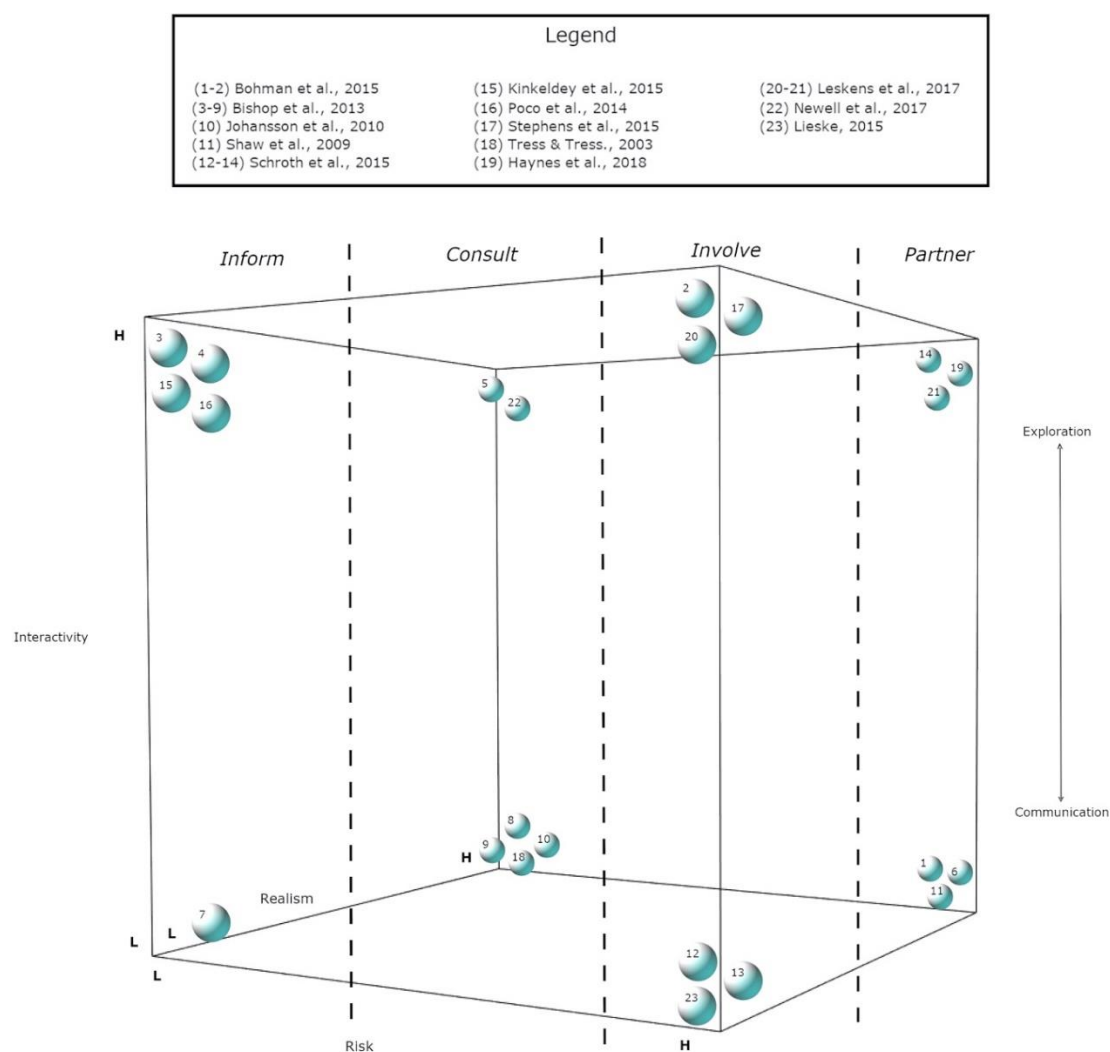 Legend
(1-2) Bohman et al., 2015
(3-9) Bishop et al., 2013
(10) Johansson et al., 2010
(11) Shaw et al., 2009
(12-14) Schroth et al., 2015
(15) Kinkeldey et al., 2015
(16) Poco et al., 2014
(17) Stephens et al., 2015
(18) Tress & Tress., 2003
(19) Haynes et al., 2018
(20-21) Leskens et al., 2017
(22) Newell et al., 2017
(23) Lieske, 2015
Inform
Consult
Involve
Partner
H
3
4
15
16
5
22
2
17
20
14
19
21
Exploration
Interactivity
Communication
8
9
10
18
H
Realism
7
L
L
L
1
6
11
12
13
23
Risk
H